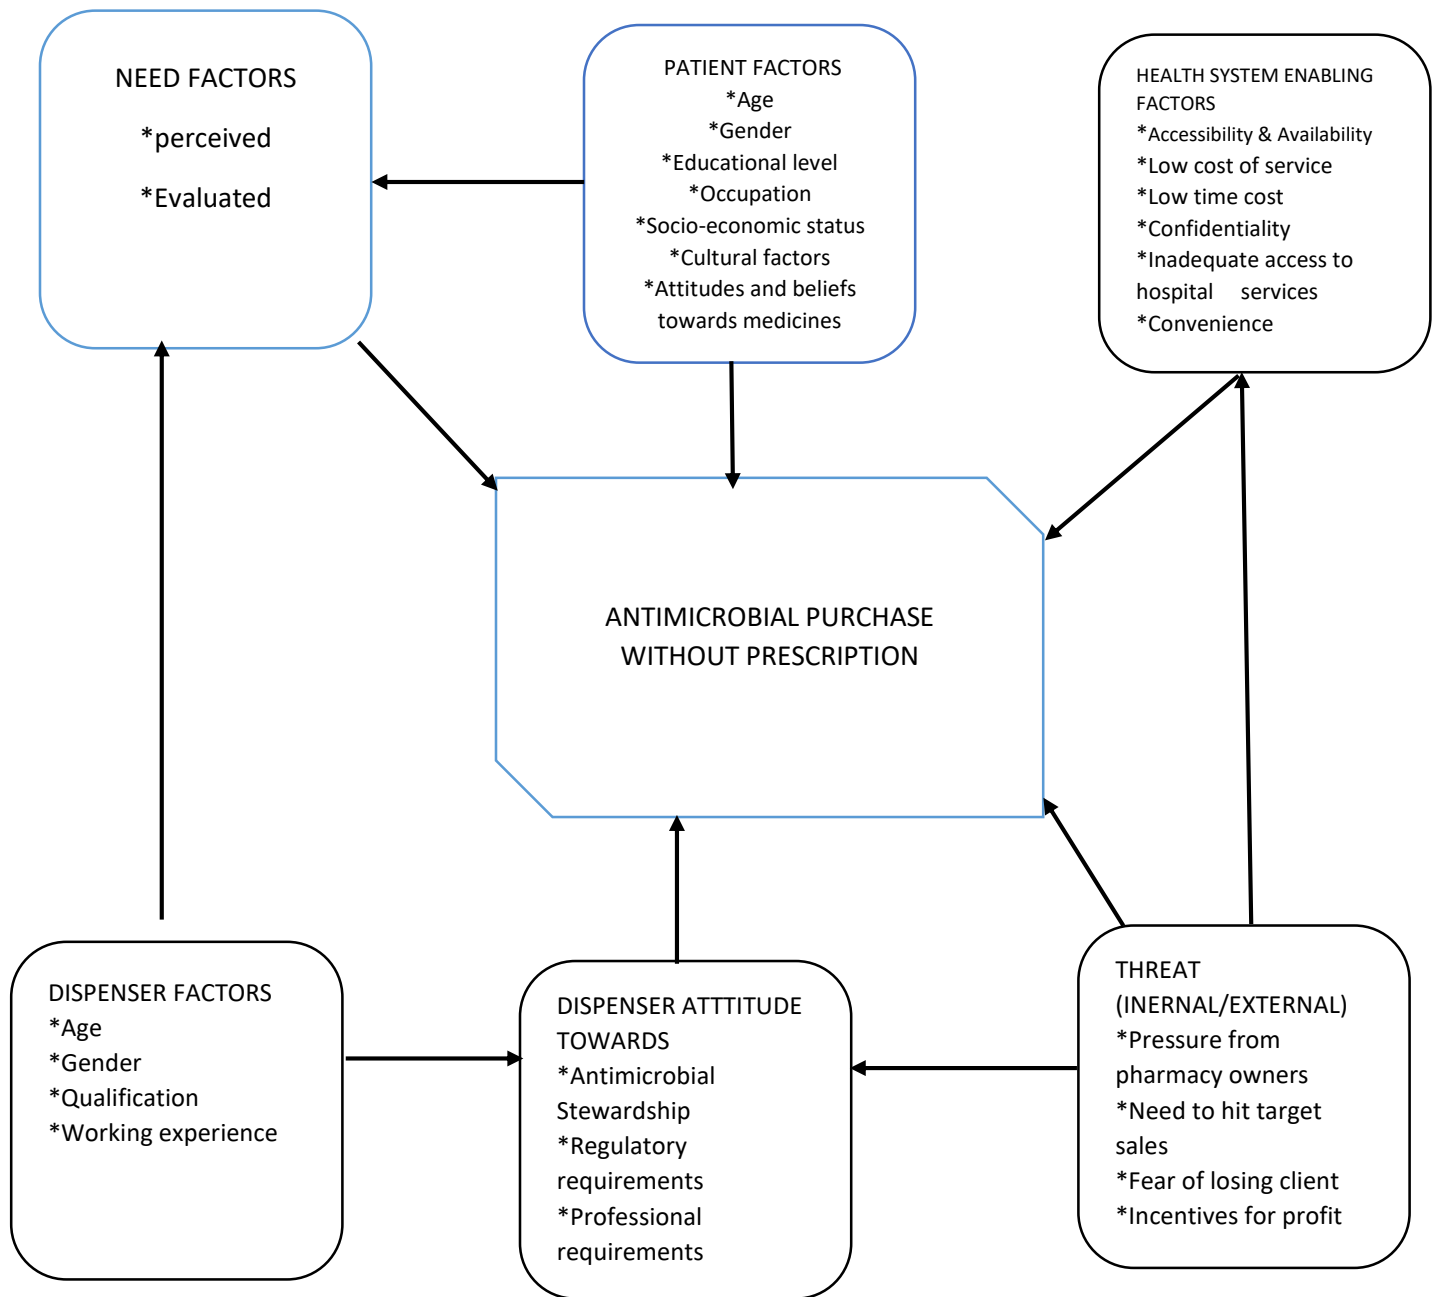 NEED FACTORS
*perceived
*Evaluated
PATIENT FACTORS
*Age
*Gender
*Educational level
*Occupation
*Socio-economic status
*Cultural factors
*Attitudes and beliefs
towards medicines
HEALTH SYSTEM ENABLING
FACTORS
*Accessibility & Availability
*Low cost of service
*Low time cost
*Confidentiality
*Inadequate access to
hospital services
*Convenience
ANTIMICROBIAL PURCHASE
WITHOUT PRESCRIPTION
DISPENSER FACTORS
*Age
*Gender
*Qualification
*Working experience
DISPENSER ATTTITUDE
TOWARDS
*Antimicrobial
Stewardship
*Regulatory
requirements
*Professional
requirements
THREAT
(INERNAL/EXTERNAL)
*Pressure from
pharmacy owners
*Need to hit target
sales
*Fear of losing client
*Incentives for profit